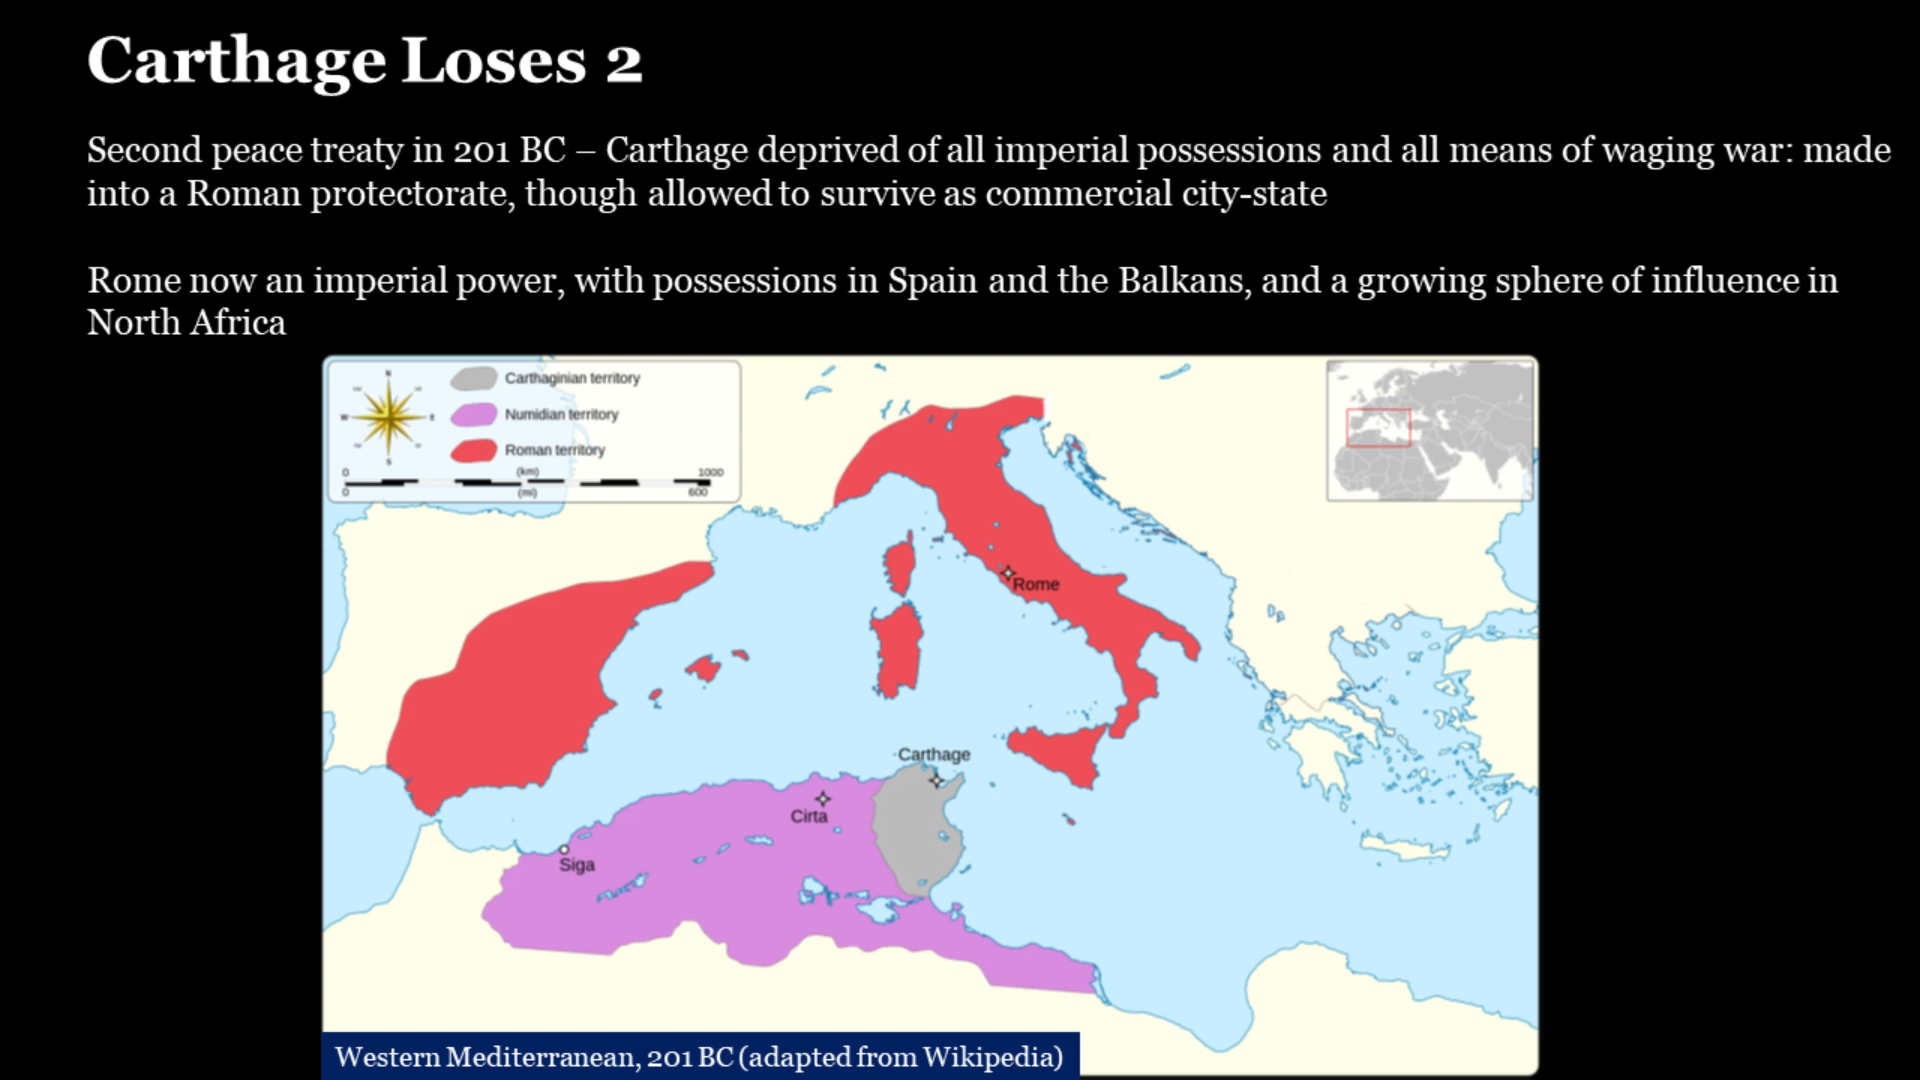 Carthage Loses 2
Second peace treaty in 201 BC – Carthage deprived of all imperial possessions and all means of waging war: made
into a Roman protectorate, though allowed to survive as commercial city-state
Rome now an imperial power, with possessions in Spain and the Balkans, and a growing sphere of influence in
North Africa
N
W
E
S
Carthaginian territory
Numidian territory
Roman territory
0 (km) 1000
0 (mi) 600
Rome
Carthage
Cirta
Siga
Western Mediterranean, 201 BC (adapted from Wikipedia)